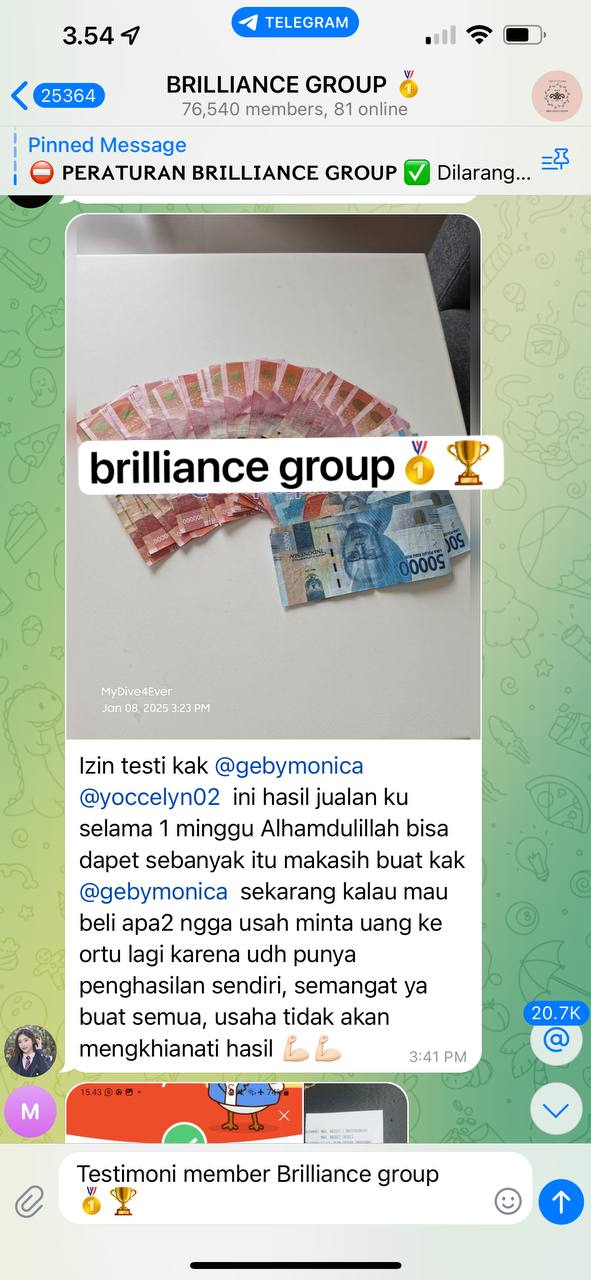 3.54
TELEGRAM
25364
BRILLIANCE GROUP 🥇
76,540 members, 81 online
Pinned Message
⛔ PERATURAN BRILLIANCE GROUP ✅ Dilarang...
brilliance group🥇🏆
INDONESIA
50000
MyDive4Ever
Jan 08, 2025 3:23 PM
Izin testi kak @gebymonica
@yoccelyn02 ini hasil jualan ku
selama 1 minggu Alhamdulillah bisa
dapet sebanyak itu makasih buat kak
@gebymonica sekarang kalau mau
beli apa2 ngga usah minta uang ke
ortu lagi karena udh punya
penghasilan sendiri, semangat ya
buat semua, usaha tidak akan
mengkhianati hasil 💪🏻💪🏻
3:41 PM
20.7K
@
M
15.43
Testimoni member Brilliance group
🥇🏆